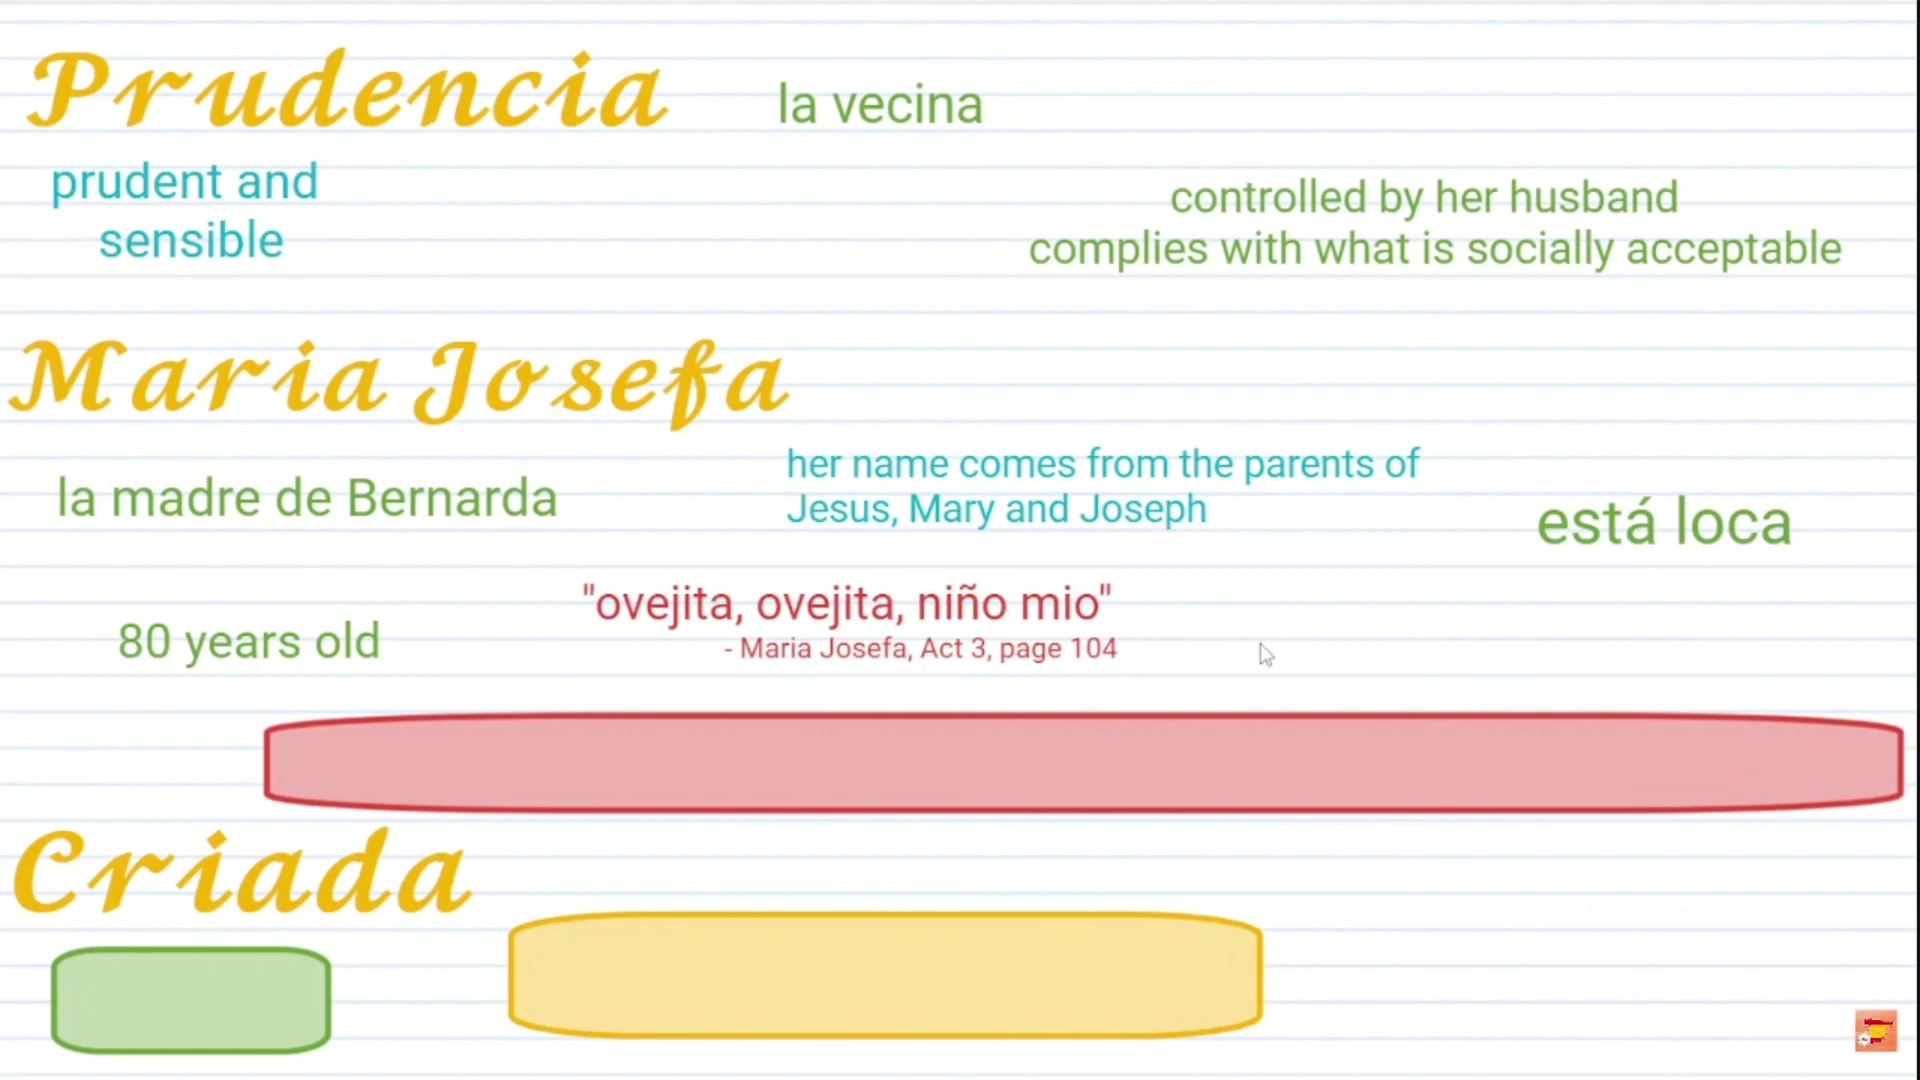 Prudencia
la vecina
prudent and
sensible
controlled by her husband
complies with what is socially acceptable
Maria Josefa
la madre de Bernarda
her name comes from the parents of
Jesus, Mary and Joseph
está loca
80 years old
"ovejita, ovejita, niño mio"
- Maria Josefa, Act 3, page 104
Criada